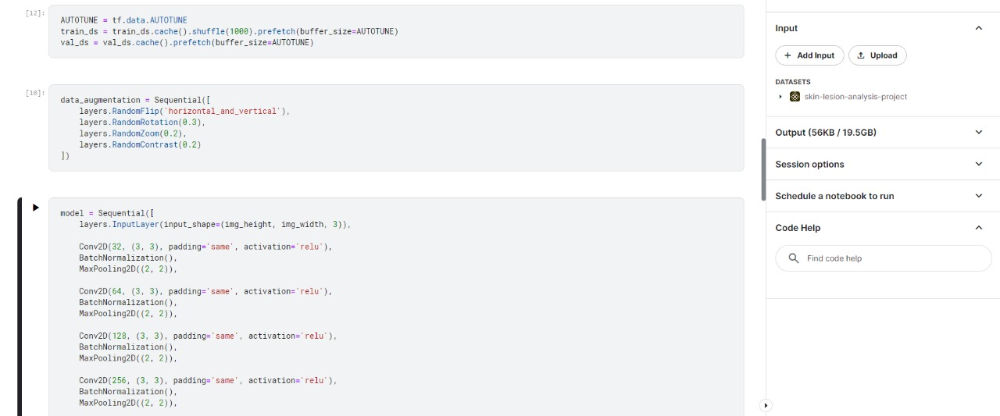 [12]:
AUTOTUNE = tf.data.AUTOTUNE
train_ds = train_ds.cache().shuffle(1000).prefetch(buffer_size=AUTOTUNE)
val_ds = val_ds.cache().prefetch(buffer_size=AUTOTUNE)
[10]:
data_augmentation = Sequential([
    layers.RandomFlip('horizontal_and_vertical'),
    layers.RandomRotation(0.3),
    layers.RandomZoom(0.2),
    layers.RandomContrast(0.2)
])
model = Sequential([
    layers.InputLayer(input_shape=(img_height, img_width, 3)),
    Conv2D(32, (3, 3), padding='same', activation='relu'),
    BatchNormalization(),
    MaxPooling2D((2, 2)),
    Conv2D(64, (3, 3), padding='same', activation='relu'),
    BatchNormalization(),
    MaxPooling2D((2, 2)),
    Conv2D(128, (3, 3), padding='same', activation='relu'),
    BatchNormalization(),
    MaxPooling2D((2, 2)),
    Conv2D(256, (3, 3), padding='same', activation='relu'),
    BatchNormalization(),
    MaxPooling2D((2, 2)),
Input
+ Add Input
Upload
DATASETS
skin-lesion-analysis-project
Output (56KB / 19.5GB)
Session options
Schedule a notebook to run
Code Help
Find code help